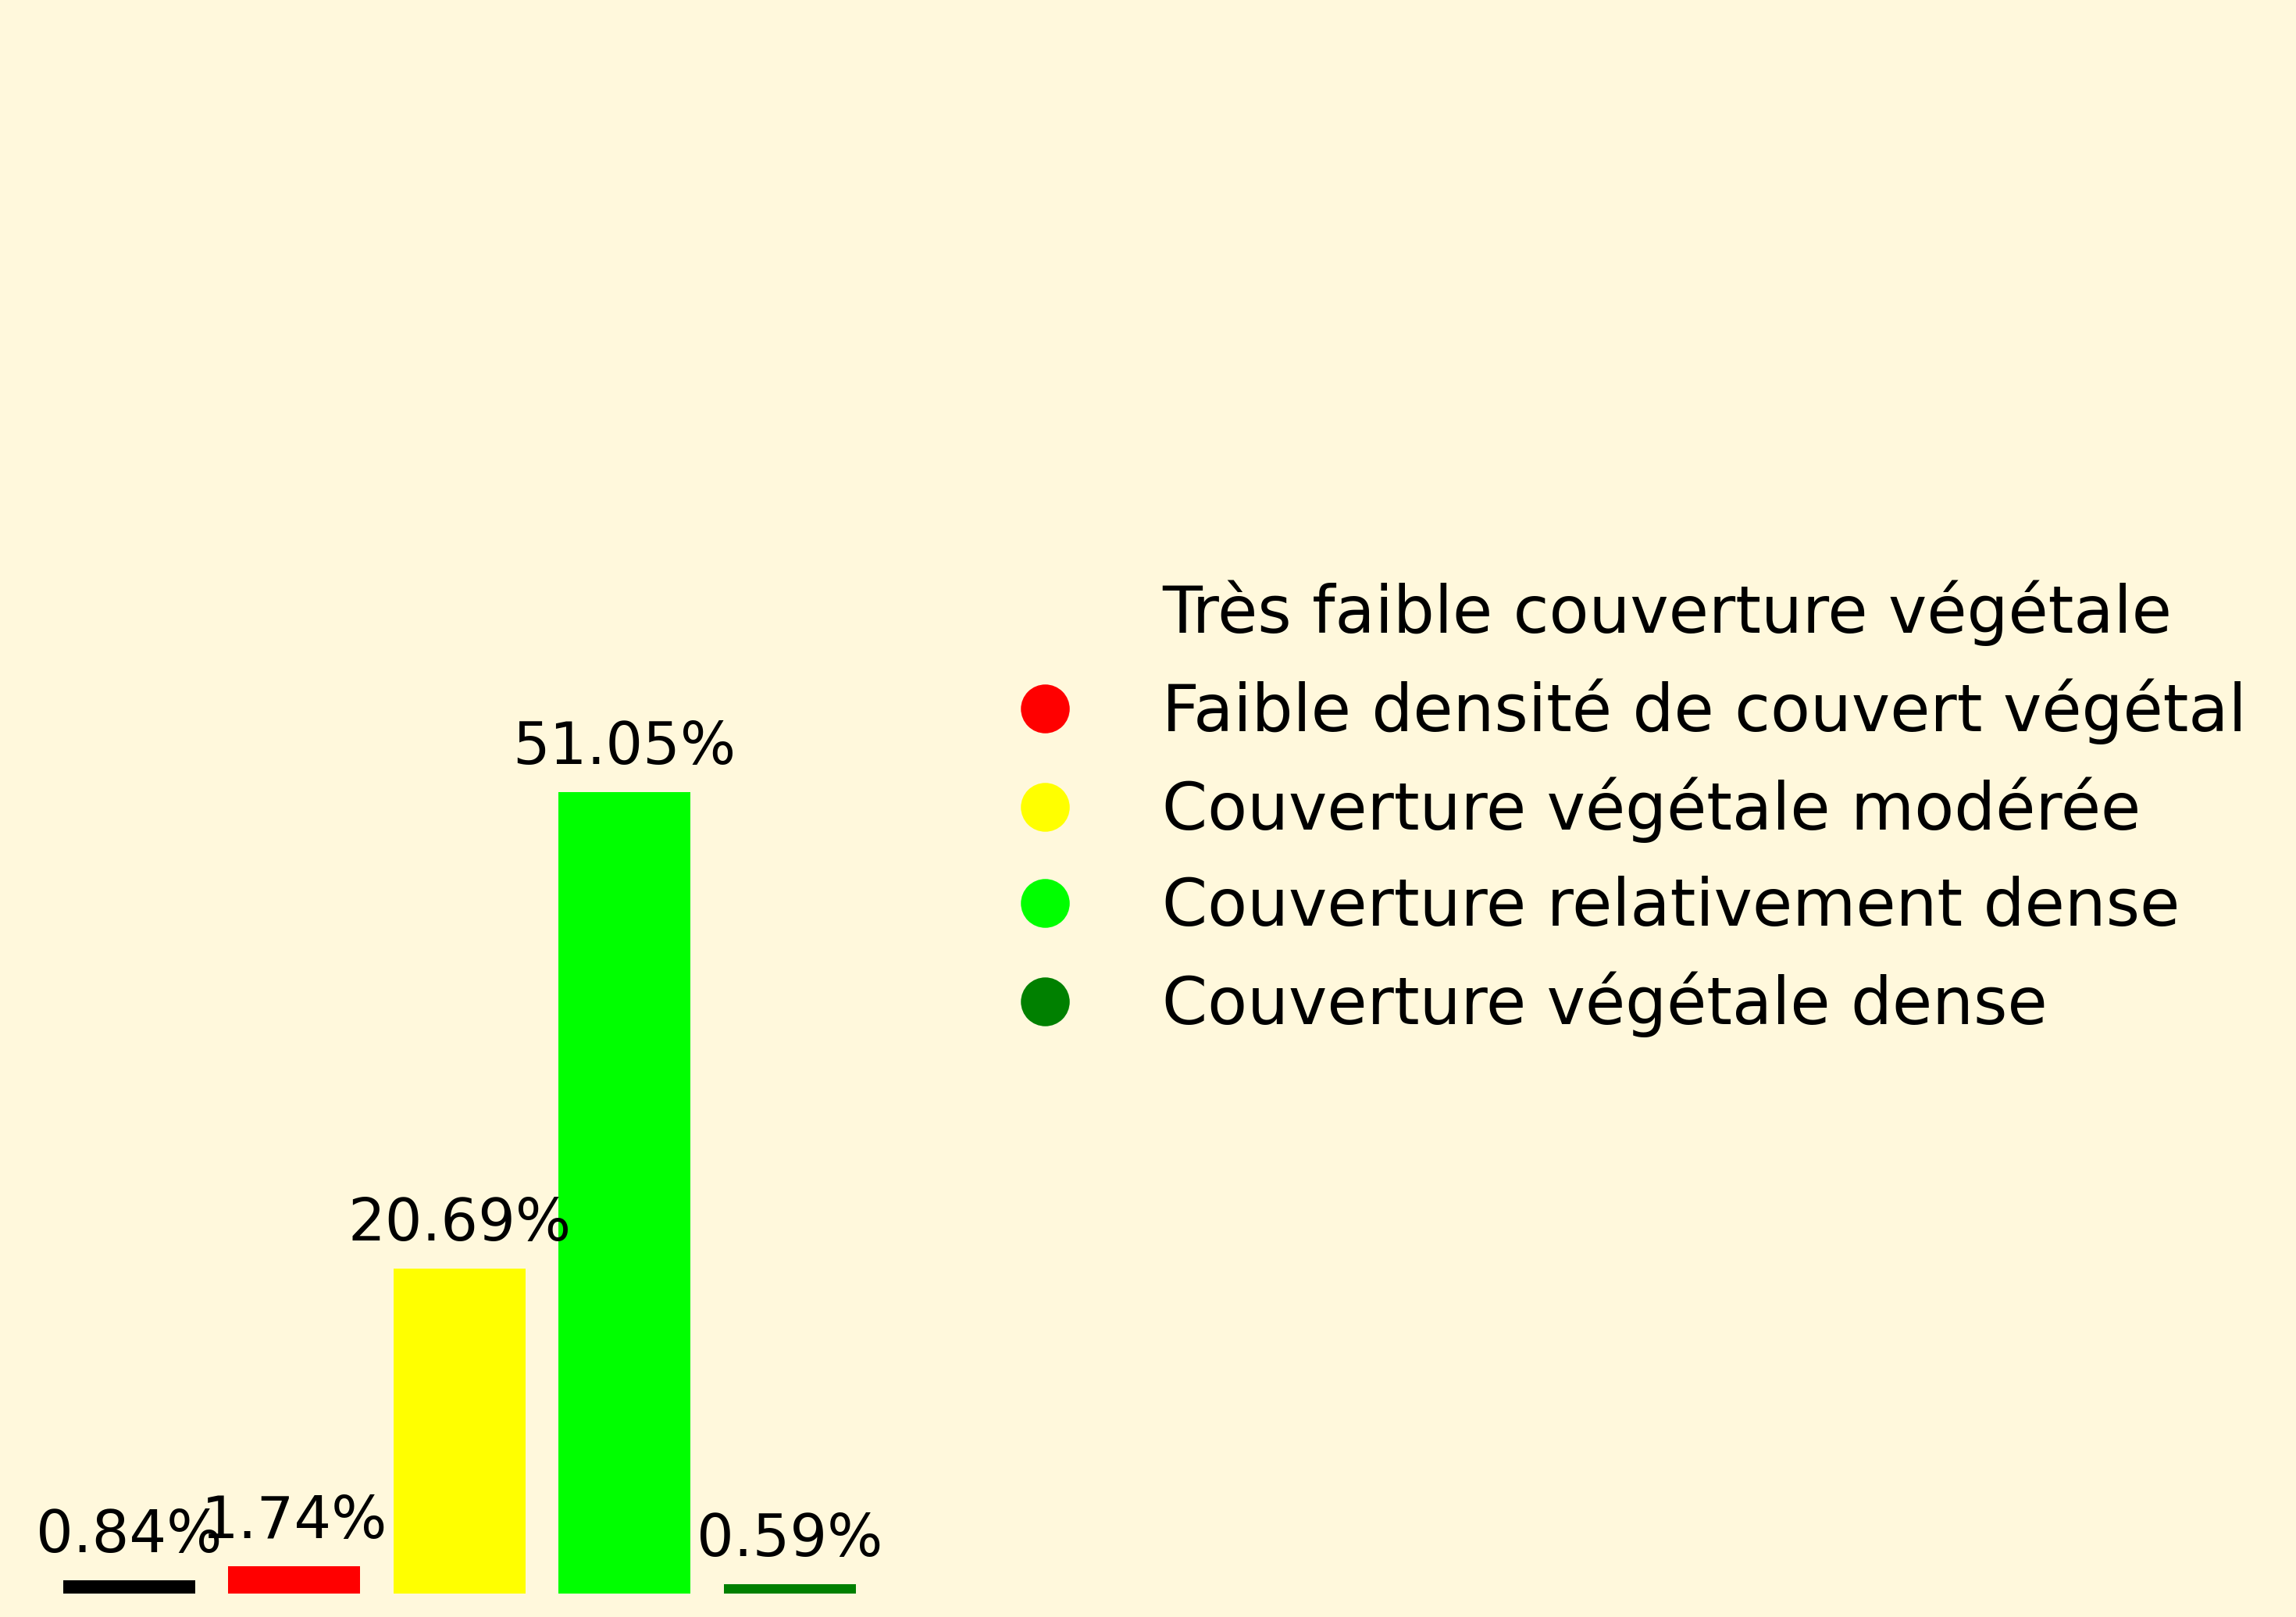 Très faible couverture végétale
Faible densité de couvert végétal
Couverture végétale modérée
Couverture relativement dense
Couverture végétale dense
51.05%
20.69%
0.84%
1.74%
0.59%